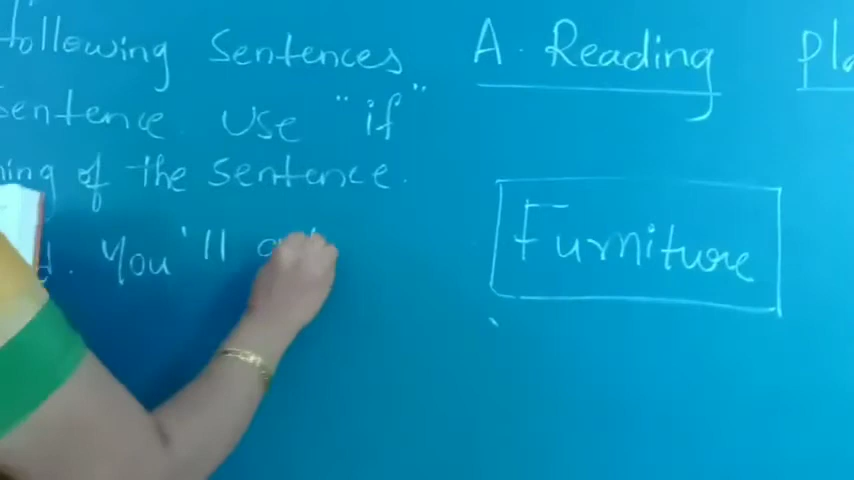 following Sentences
Sentence use "if"
of the sentence.
You'll
A. Reading
Furniture